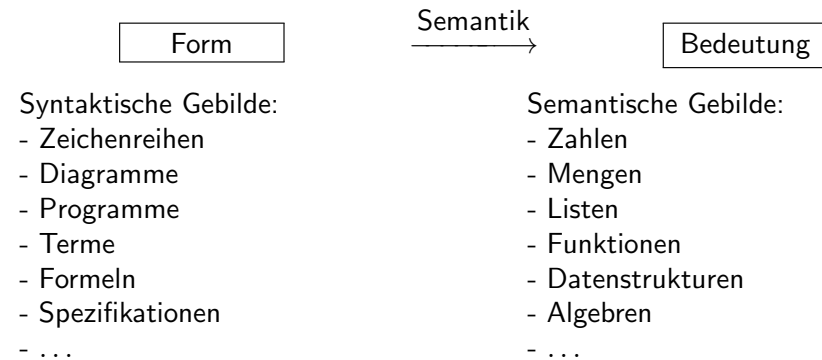 Semantik
Form → Bedeutung
Syntaktische Gebilde:
- Zeichenreihen
- Diagramme
- Programme
- Terme
- Formeln
- Spezifikationen
- ...
Semantische Gebilde:
- Zahlen
- Mengen
- Listen
- Funktionen
- Datenstrukturen
- Algebren
- ...